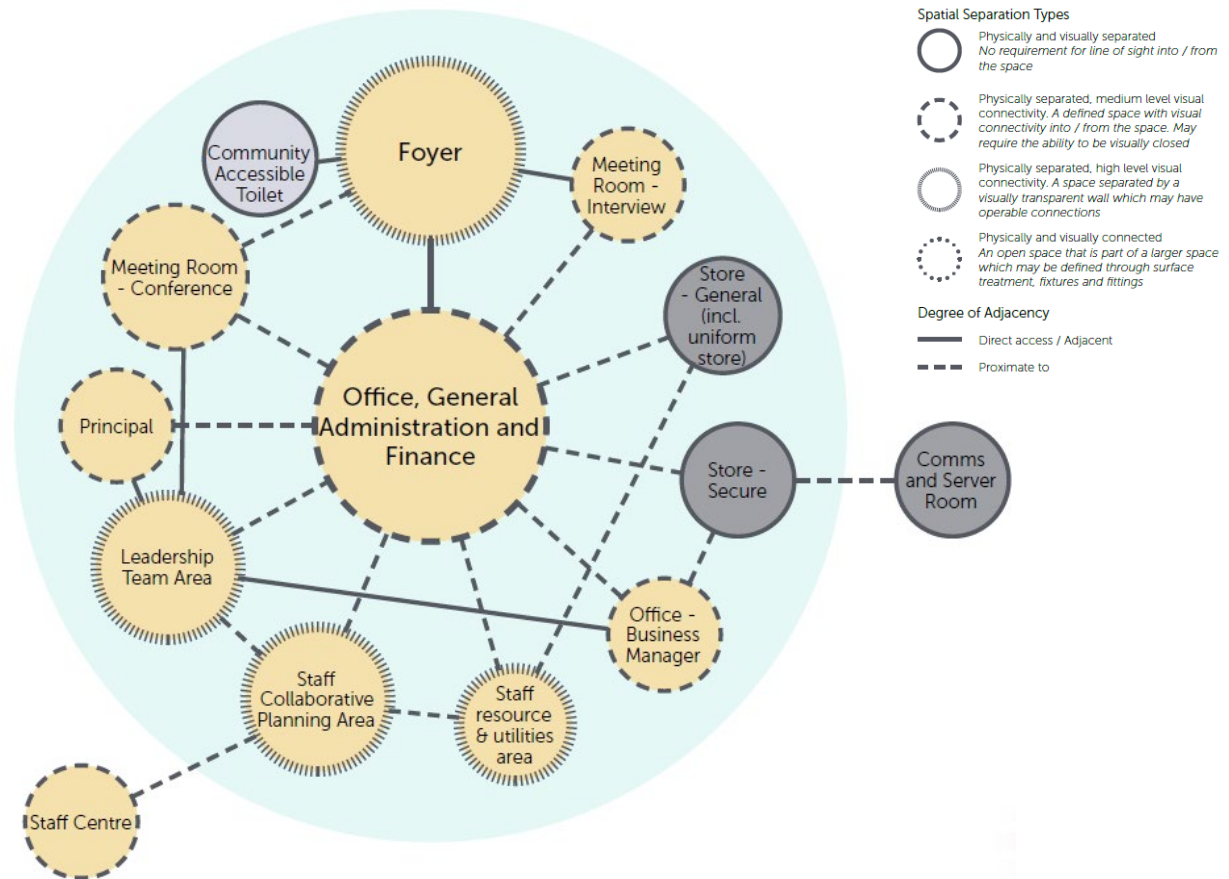 Foyer
Community
Accessible
Toilet
Meeting
Room -
Interview
Meeting Room
- Conference
Store
- General
(incl.
uniform
store)
Office, General
Administration and
Finance
Principal
Store -
Secure
Comms
and Server
Room
Leadership
Team Area
Office -
Business
Manager
Staff
Collaborative
Planning Area
Staff
resource
& utilities
area
Staff Centre
Spatial Separation Types
Physically and visually separated
No requirement for line of sight into / from
the space
Physically separated, medium level visual
connectivity. A defined space with visual
connectivity into / from the space. May
require the ability to be visually closed
Physically separated, high level visual
connectivity. A space separated by a
visually transparent wall which may have
operable connections
Physically and visually connected
An open space that is part of a larger space
which may be defined through surface
treatment, fixtures and fittings
Degree of Adjacency
Direct access / Adjacent
Proximate to